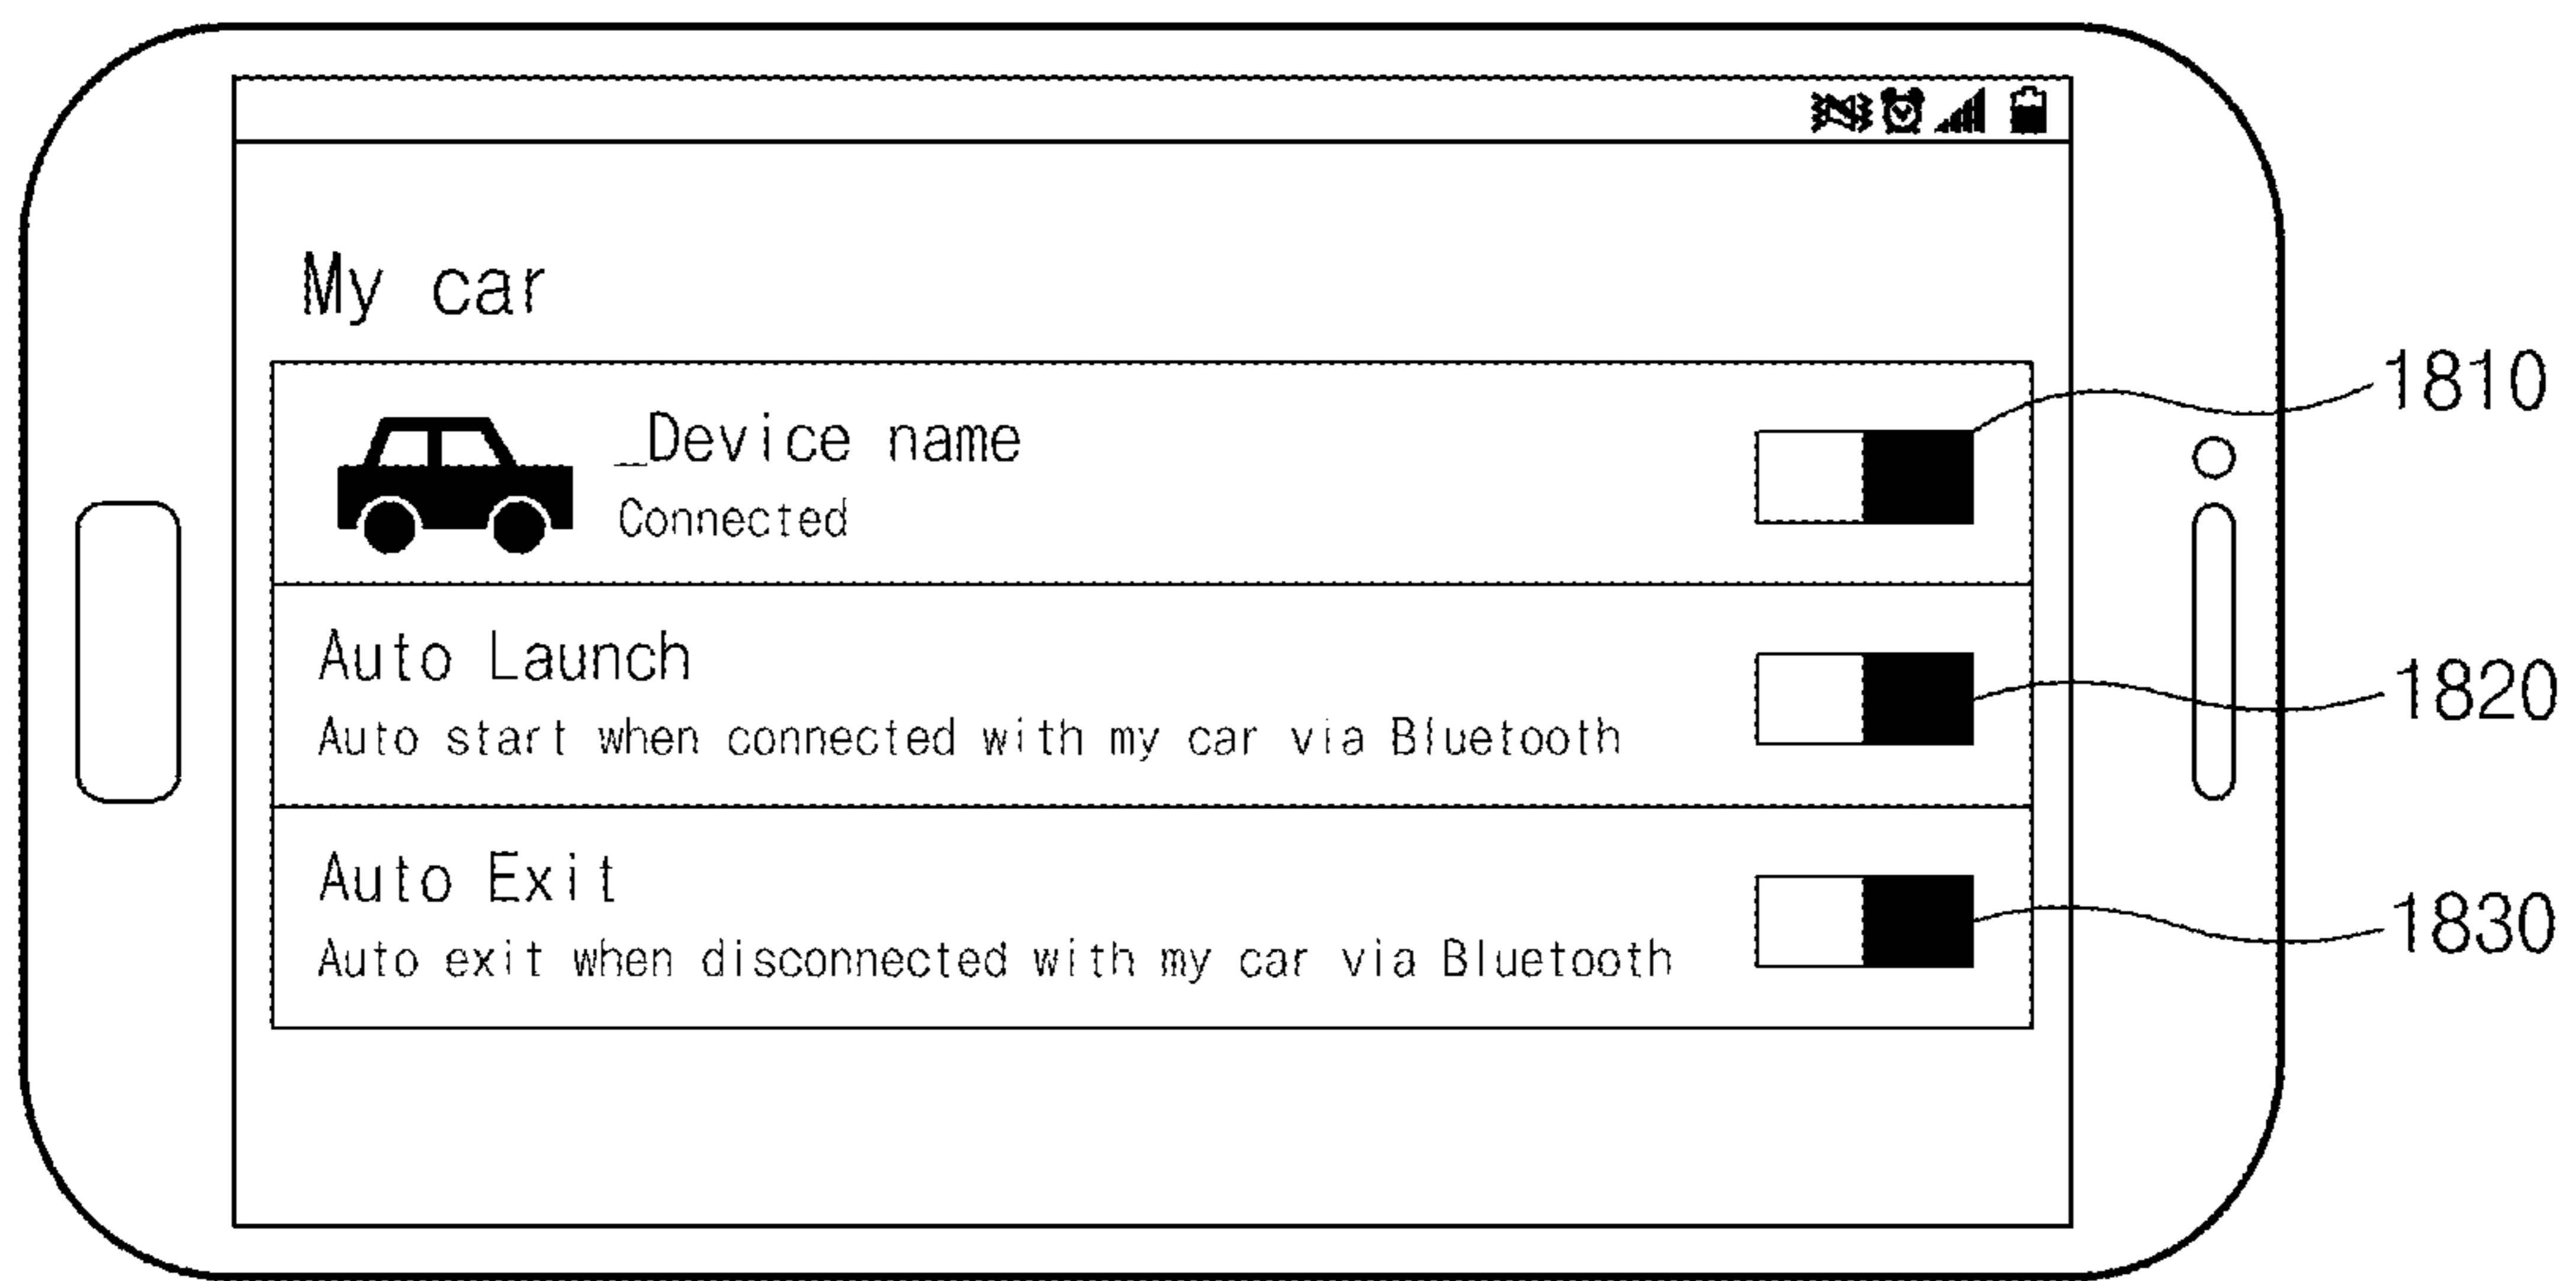 My car
_Device name
Connected
1810
Auto Launch
Auto start when connected with my car via Bluetooth
1820
Auto Exit
Auto exit when disconnected with my car via Bluetooth
1830